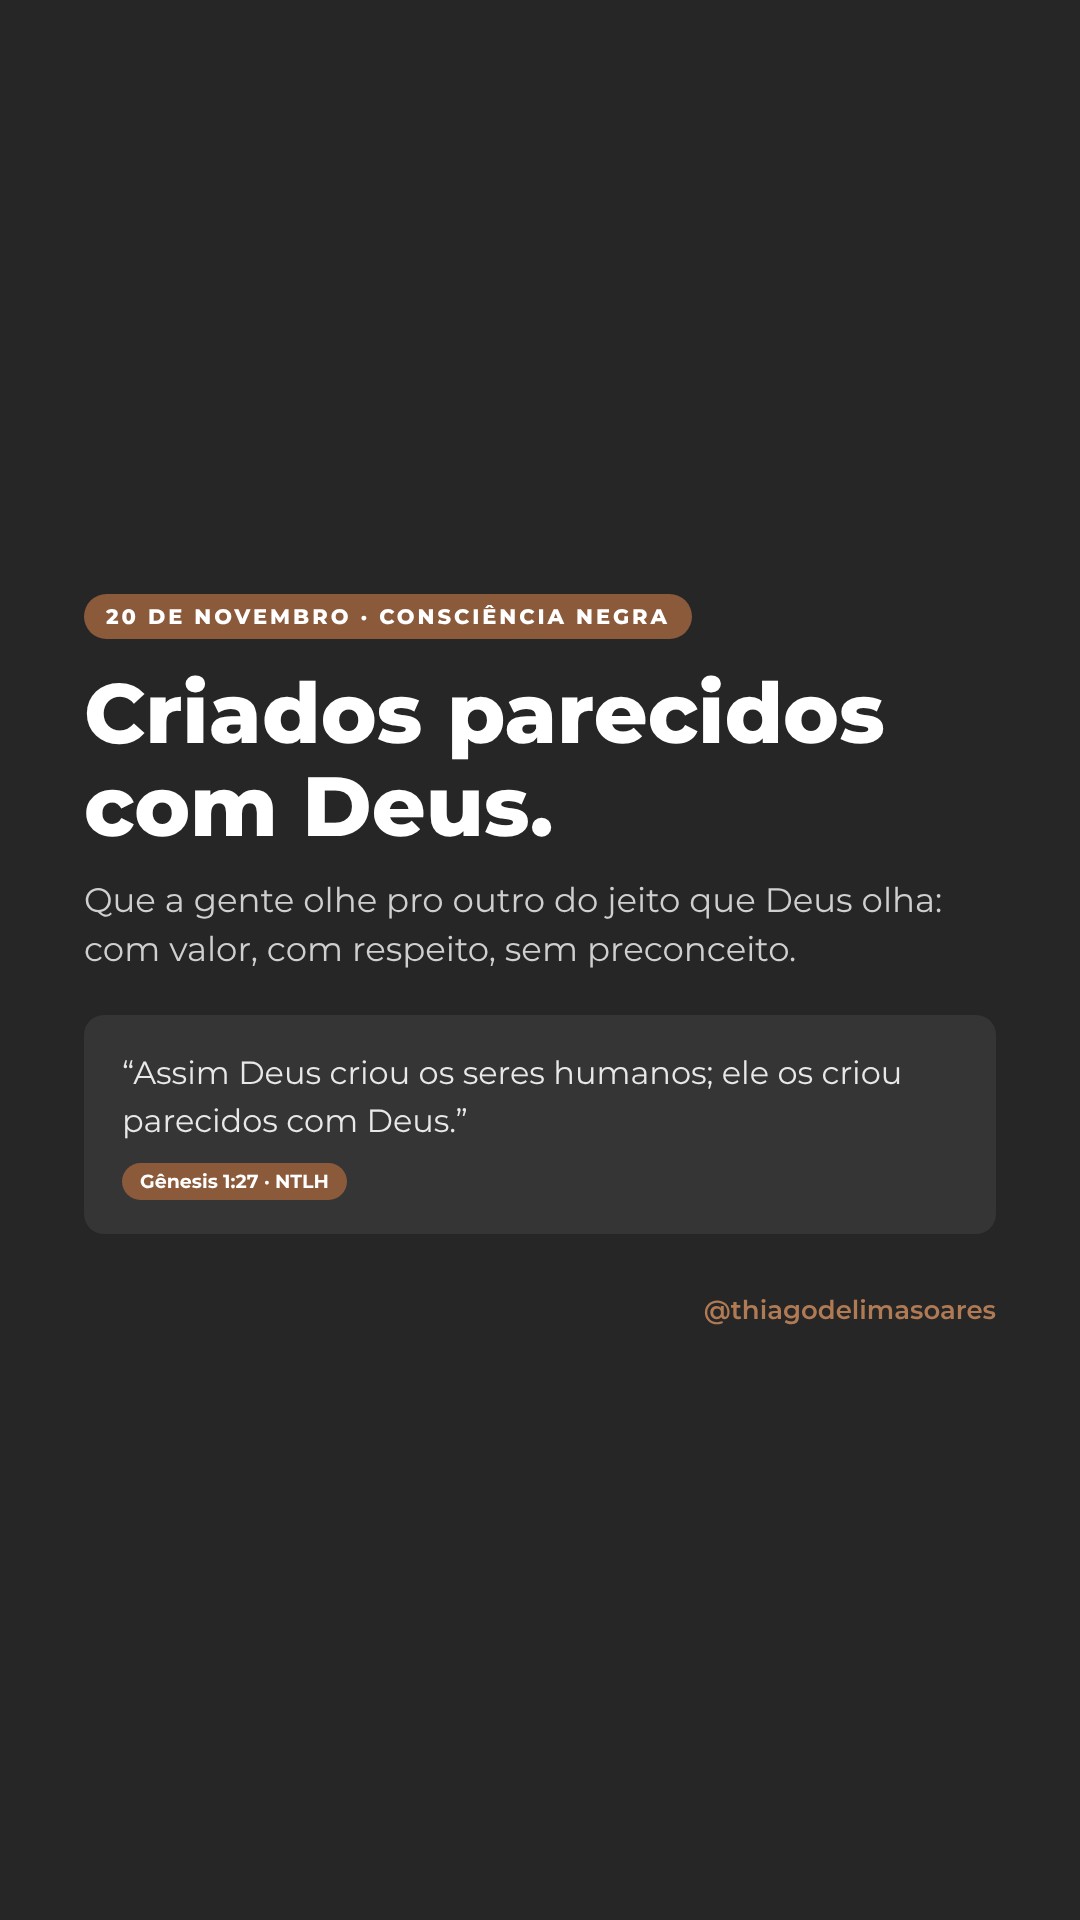 20 DE NOVEMBRO · CONSCIÊNCIA NEGRA
Criados parecidos
com Deus.
Que a gente olhe pro outro do jeito que Deus olha:
com valor, com respeito, sem preconceito.
“Assim Deus criou os seres humanos; ele os criou
parecidos com Deus.”
Gênesis 1:27 · NTLH
@thiagodelimasoares